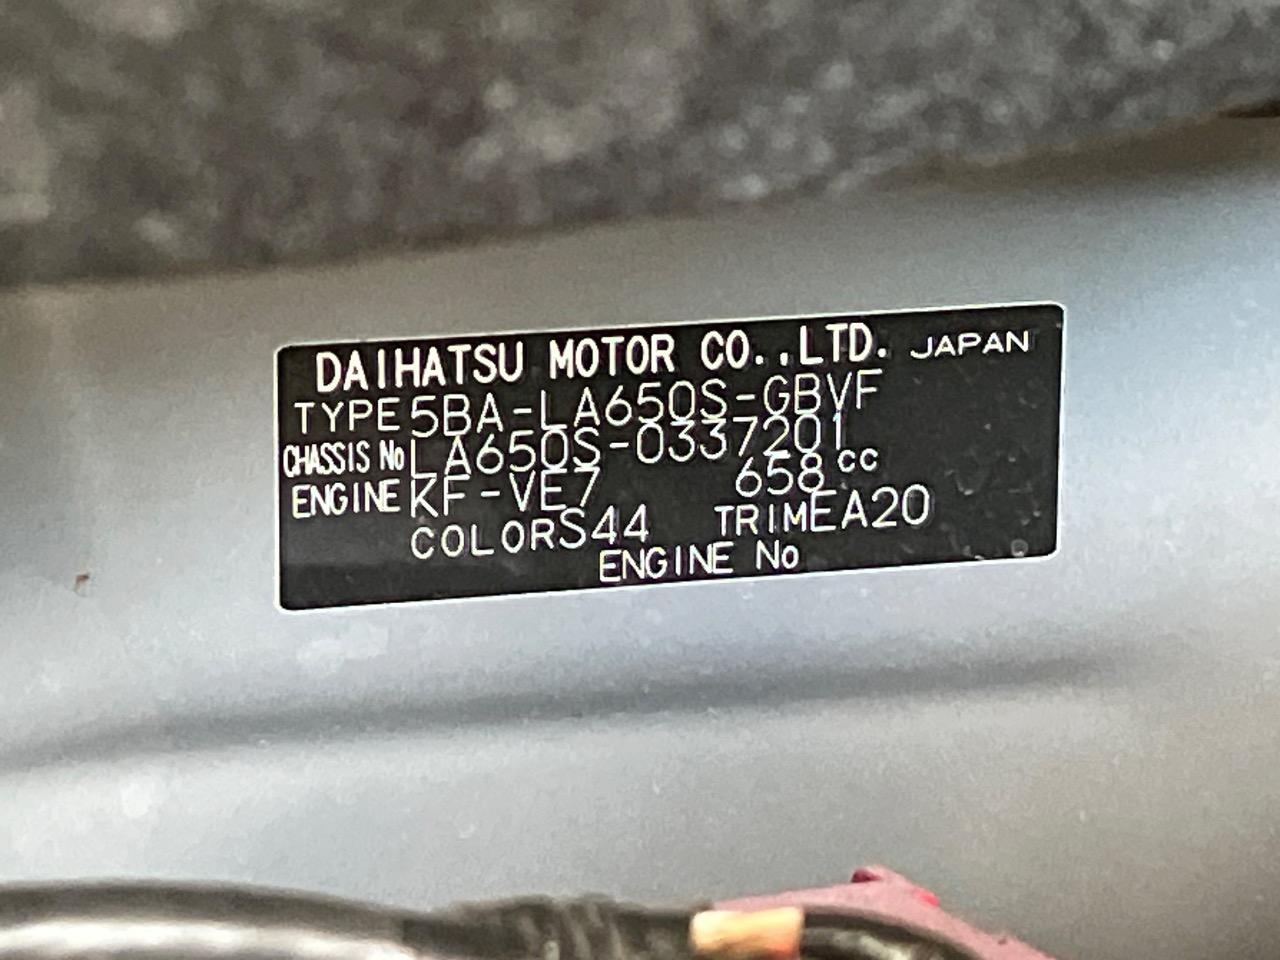 DAIHATSU MOTOR CO.,LTD. JAPAN
TYPE 5BA-LA650S-GBVF
CHASSIS No LA650S-0337201
ENGINE KF-VE7 658 cc
COLOR S44 TRIM EA20
ENGINE No